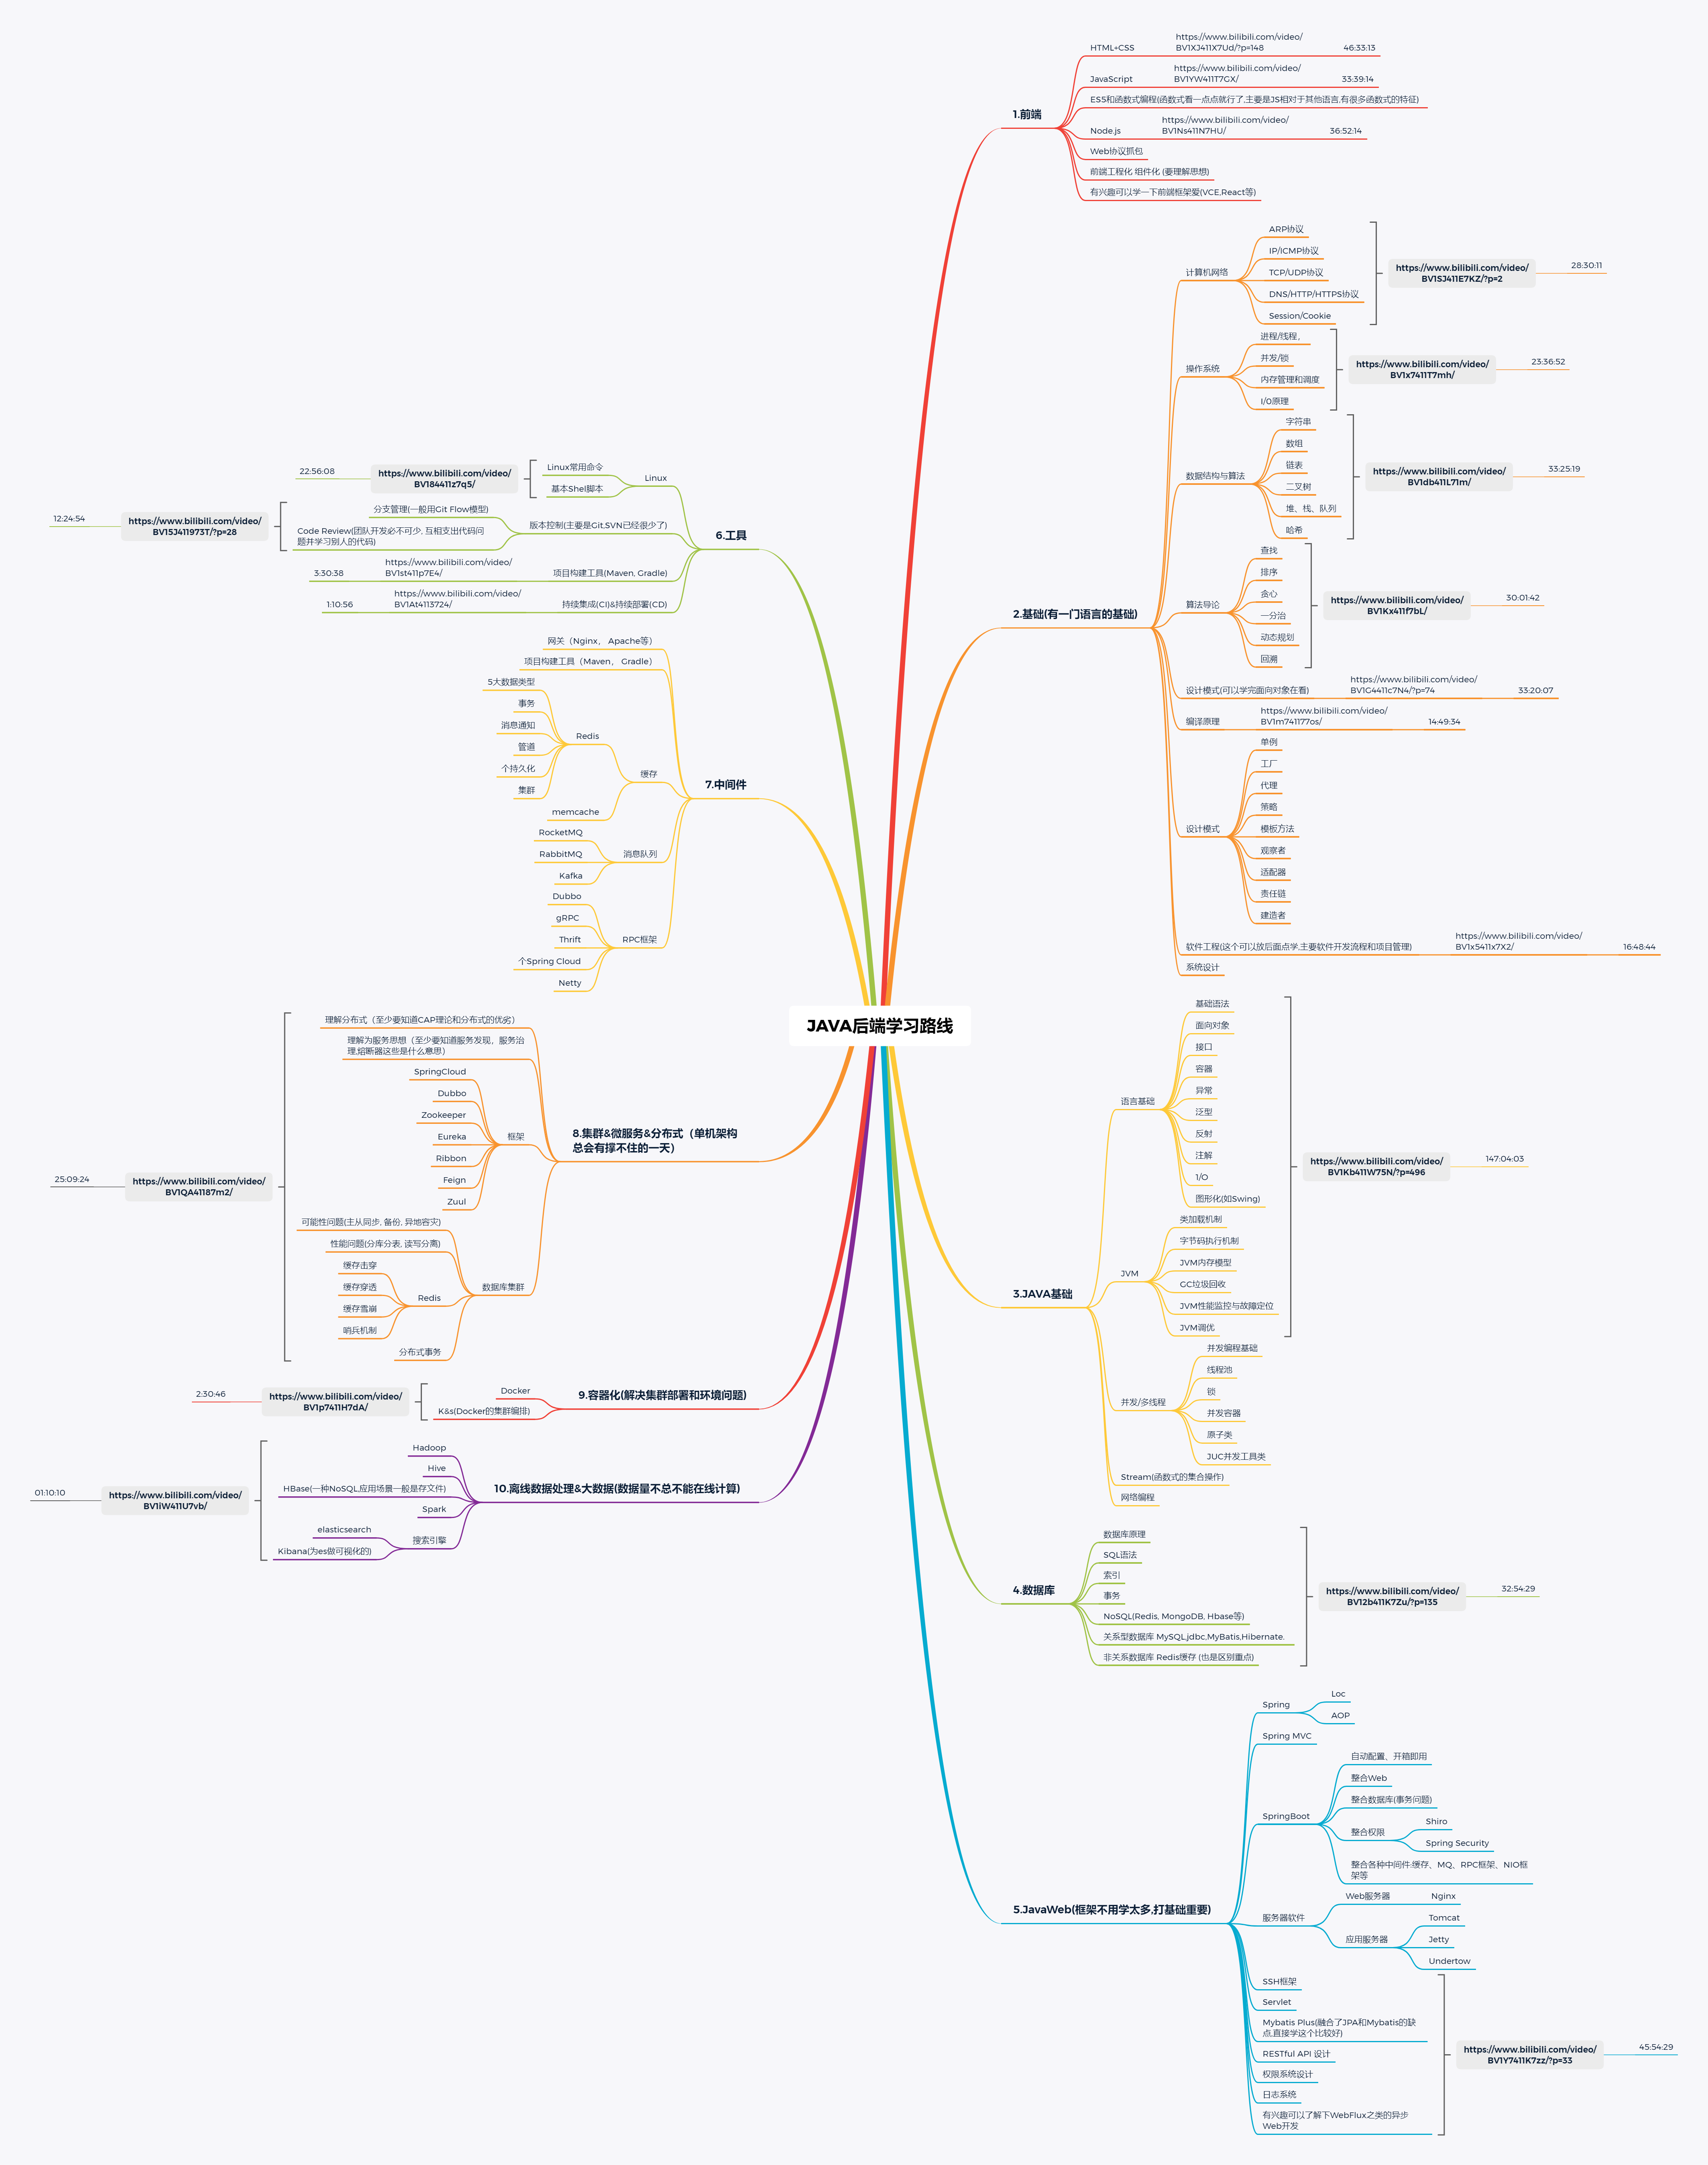 JAVA后端学习路线
1.前端
HTML+CSS
https://www.bilibili.com/video/
BV1XJ411X7Ud/?p=148
46:33:13
JavaScript
https://www.bilibili.com/video/
BV1YW411T7GX/
33:39:14
ES5和函数式编程(函数式看一点点就行了,主要是JS相对于其他语言,有很多函数式的特征)
Node.js
https://www.bilibili.com/video/
BV1Ns411N7HU/
36:52:14
Web协议抓包
前端工程化 组件化 (要理解思想)
有兴趣可以学一下前端框架爱(VCE,React等)
2.基础(有一门语言的基础)
计算机网络
ARP协议
IP/ICMP协议
TCP/UDP协议
DNS/HTTP/HTTPS协议
Session/Cookie
https://www.bilibili.com/video/
BV1SJ411E7KZ/?p=2
28:30:11
操作系统
进程/线程，
并发/锁
内存管理和调度
I/O原理
https://www.bilibili.com/video/
BV1x7411T7mh/
23:36:52
数据结构与算法
字符串
数组
链表
二叉树
堆、栈、队列
哈希
https://www.bilibili.com/video/
BV1db411L71m/
33:25:19
算法导论
查找
排序
贪心
一分治
动态规划
回溯
https://www.bilibili.com/video/
BV1Kx411f7bL/
30:01:42
设计模式(可以学完面向对象在看)
https://www.bilibili.com/video/
BV1G4411c7N4/?p=74
33:20:07
编译原理
https://www.bilibili.com/video/
BV1m741177os/
14:49:34
设计模式
单例
工厂
代理
策略
模板方法
观察者
适配器
责任链
建造者
软件工程(这个可以放后面点学,主要软件开发流程和项目管理)
https://www.bilibili.com/video/
BV1x5411x7X2/
16:48:44
系统设计
3.JAVA基础
语言基础
基础语法
面向对象
接口
容器
异常
泛型
反射
注解
1/O
图形化(如Swing)
JVM
类加载机制
字节码执行机制
JVM内存模型
GC垃圾回收
JVM性能监控与故障定位
JVM调优
https://www.bilibili.com/video/
BV1Kb411W75N/?p=496
147:04:03
并发/多线程
并发编程基础
线程池
锁
并发容器
原子类
JUC并发工具类
Stream(函数式的集合操作)
网络编程
4.数据库
数据库原理
SQL语法
索引
事务
NoSQL(Redis, MongoDB, Hbase等)
关系型数据库 MySQL,jdbc,MyBatis,Hibernate.
非关系数据库 Redis缓存 (也是区别重点)
https://www.bilibili.com/video/
BV12b411K7Zu/?p=135
32:54:29
5.JavaWeb(框架不用学太多,打基础重要)
Spring
Loc
AOP
Spring MVC
SpringBoot
自动配置、开箱即用
整合Web
整合数据库(事务问题)
整合权限
Shiro
Spring Security
整合各种中间件:缓存、MQ、RPC框架、NIO框
架等
服务器软件
Web服务器
Nginx
应用服务器
Tomcat
Jetty
Undertow
SSH框架
Servlet
Mybatis Plus(融合了JPA和Mybatis的缺
点,直接学这个比较好)
RESTful API 设计
权限系统设计
日志系统
有兴趣可以了解下WebFlux之类的异步
Web开发
https://www.bilibili.com/video/
BV1Y7411K7zz/?p=33
45:54:29
6.工具
Linux
Linux常用命令
基本Shel脚本
https://www.bilibili.com/video/
BV184411z7q5/
22:56:08
版本控制(主要是Git,SVN已经很少了)
分支管理(一般用Git Flow模型)
Code Review(团队开发必不可少, 互相支出代码问
题并学习别人的代码)
https://www.bilibili.com/video/
BV15J411973T/?p=28
12:24:54
项目构建工具(Maven, Gradle)
https://www.bilibili.com/video/
BV1st411p7E4/
3:30:38
持续集成(CI)&持续部署(CD)
https://www.bilibili.com/video/
BV1At4113724/
1:10:56
7.中间件
网关（Nginx， Apache等）
项目构建工具（Maven， Gradle）
缓存
Redis
5大数据类型
事务
消息通知
管道
个持久化
集群
memcache
消息队列
RocketMQ
RabbitMQ
Kafka
RPC框架
Dubbo
gRPC
Thrift
个Spring Cloud
Netty
8.集群&微服务&分布式（单机架构
总会有撑不住的一天）
理解分布式（至少要知道CAP理论和分布式的优劣）
理解为服务思想（至少要知道服务发现，服务治
理,熔断器这些是什么意思）
框架
SpringCloud
Dubbo
Zookeeper
Eureka
Ribbon
Feign
Zuul
数据库集群
可能性问题(主从同步, 备份, 异地容灾)
性能问题(分库分表, 读写分离)
Redis
缓存击穿
缓存穿透
缓存雪崩
哨兵机制
分布式事务
https://www.bilibili.com/video/
BV1QA41187m2/
25:09:24
9.容器化(解决集群部署和环境问题)
Docker
K&s(Docker的集群编排)
https://www.bilibili.com/video/
BV1p7411H7dA/
2:30:46
10.离线数据处理&大数据(数据量不总不能在线计算)
Hadoop
Hive
HBase(一种NoSQL,应用场景一般是存文件)
Spark
搜索引擎
elasticsearch
Kibana(为es做可视化的)
https://www.bilibili.com/video/
BV1iW411U7vb/
01:10:10